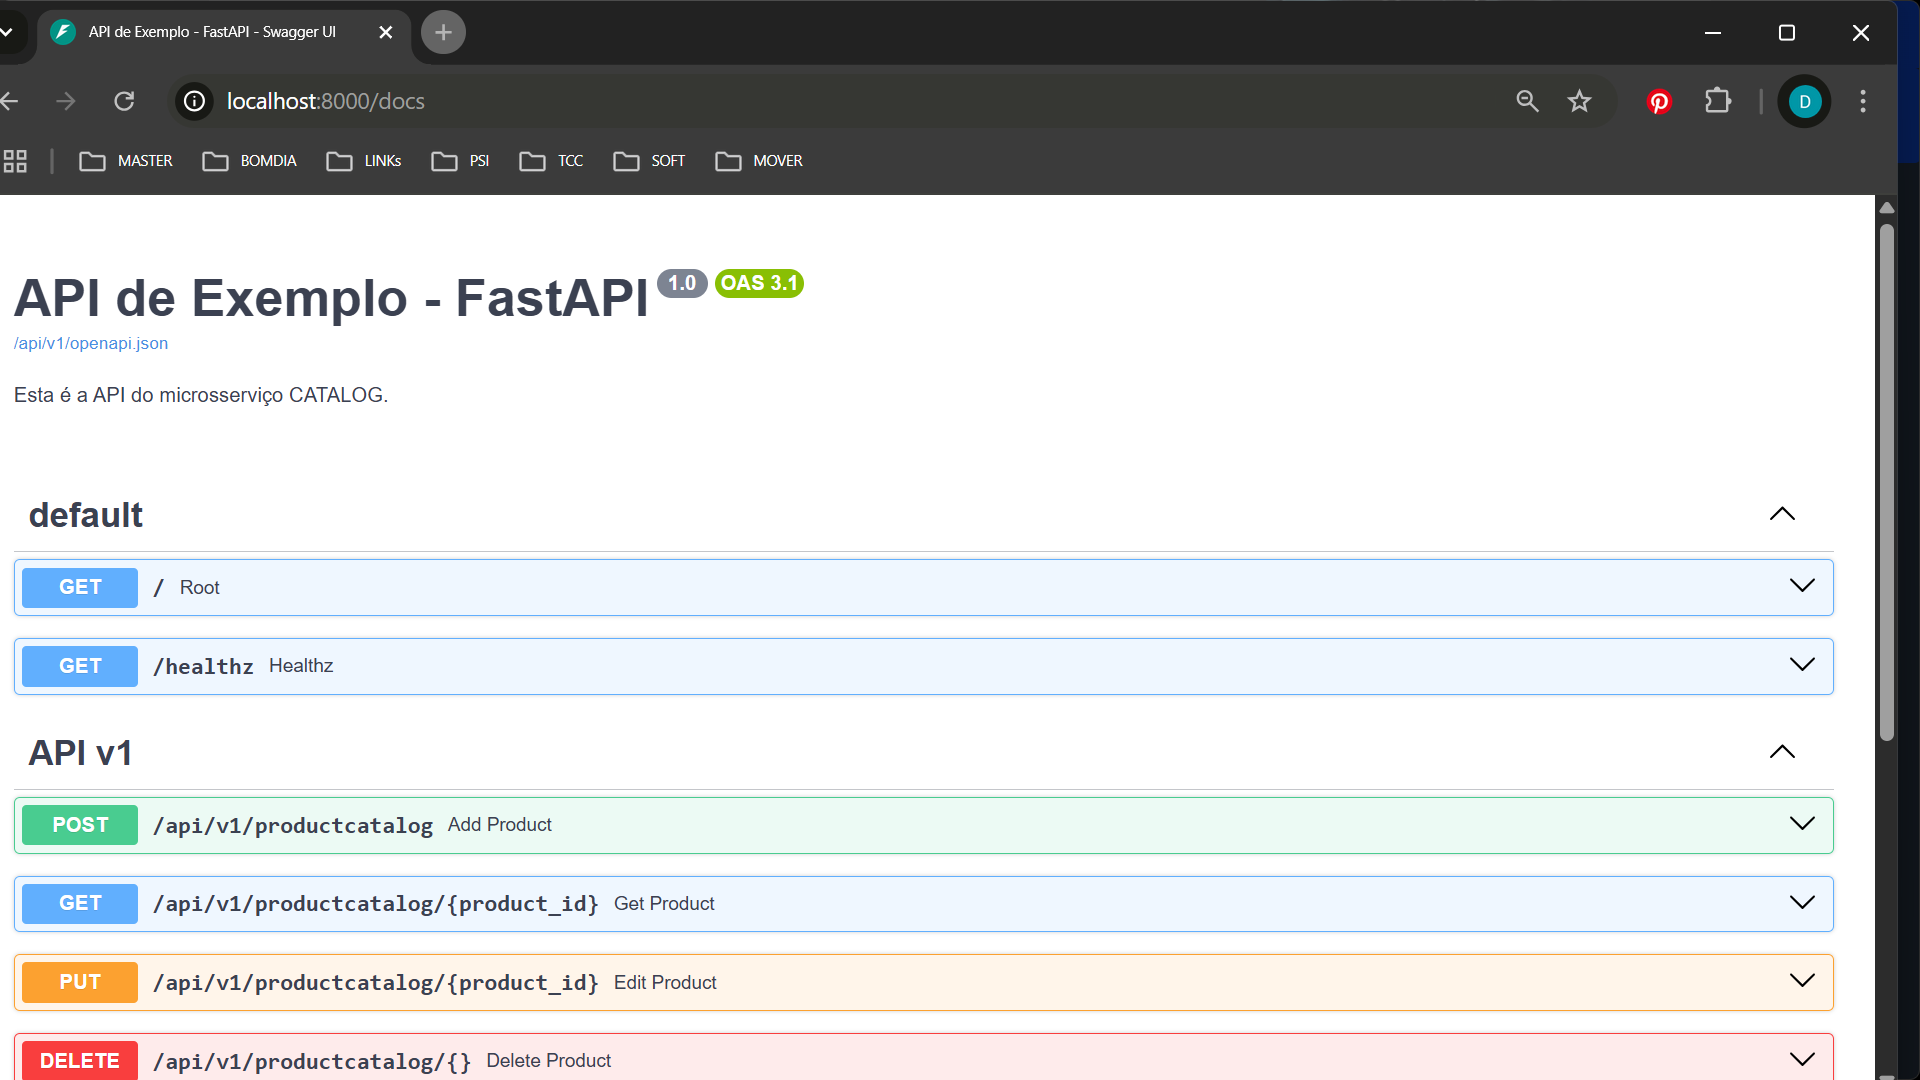 API de Exemplo - FastAPI - Swagger UI
localhost:8000/docs
D
MASTER BOMDIA LINKs PSI TCC SOFT MOVER
API de Exemplo - FastAPI 1.0 OAS 3.1
/api/v1/openapi.json
Esta é a API do microsserviço CATALOG.
default
GET / Root
GET /healthz Healthz
API v1
POST /api/v1/productcatalog Add Product
GET /api/v1/productcatalog/{product_id} Get Product
PUT /api/v1/productcatalog/{product_id} Edit Product
DELETE /api/v1/productcatalog/{} Delete Product